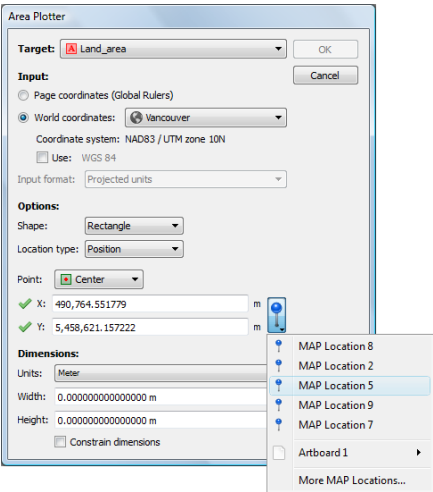 Area Plotter
Target: Land_area OK
Input: Cancel
Page coordinates (Global Rulers)
World coordinates: Vancouver
Coordinate system: NAD83 / UTM zone 10N
Use: WGS 84
Input format: Projected units
Options:
Shape: Rectangle
Location type: Position
Point: Center
X: 490,764.551779 m
Y: 5,458,621.157222 m
Dimensions:
Units: Meter
Width: 0.000000000000000 m
Height: 0.000000000000000 m
Constrain dimensions
MAP Location 8
MAP Location 2
MAP Location 5
MAP Location 9
MAP Location 7
Artboard 1
More MAP Locations...